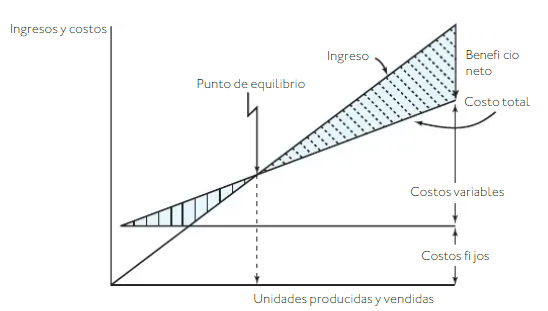 Ingresos y costos
Ingreso
Benefi cio
neto
Punto de equilibrio
Costo total
Costos variables
Costos fi jos
Unidades producidas y vendidas